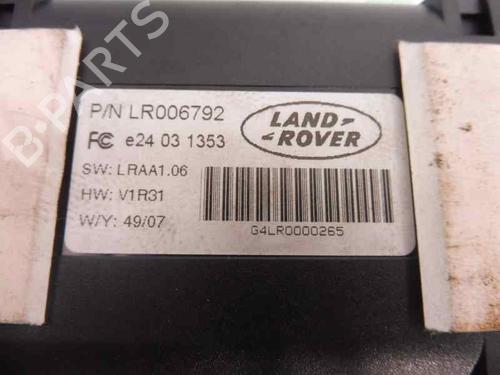 P/N LR006792
LAND-
-ROVER
FC e24 03 1353
SW: LRAA1.06
HW: V1R31
W/Y: 49/07
G4LR0000265
B-PARTS